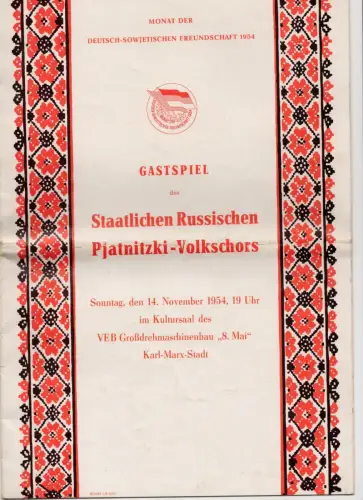 MONAT DER
DEUTSCH-SOWJETISCHEN FREUNDSCHAFT 1954
GASTSPIEL
des
Staatlichen Russischen
Pjatnitzki-Volkschors
Sonntag, den 14. November 1954, 19 Uhr
im Kultursaal des
VEB Großdrehmaschinenbau „8. Mai“
Karl-Marx-Stadt